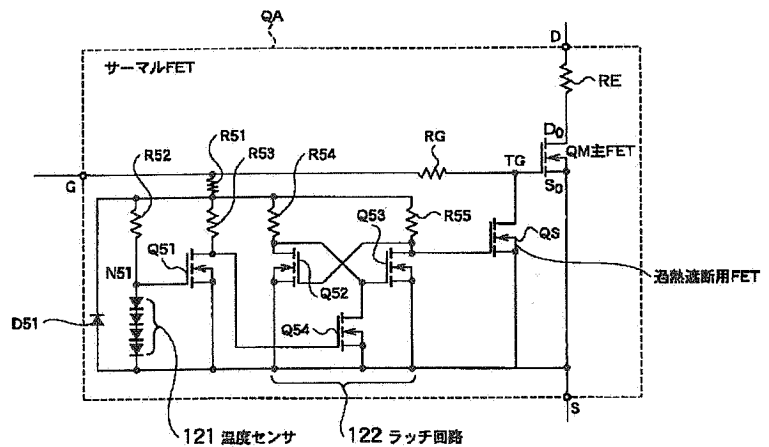 QA
D
サーマルFET
RE
R51
R52
R53
R54
RG
TG
D0
QM主FET
S0
G
Q53
R55
Q51
QS
N51
Q52
過熱遮断用FET
D51
Q54
S
121 温度センサ
122 ラッチ回路